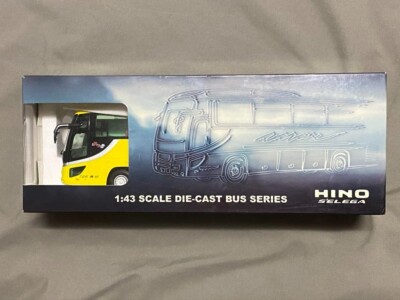 HINO
SELEGA
1:43 SCALE DIE-CAST BUS SERIES